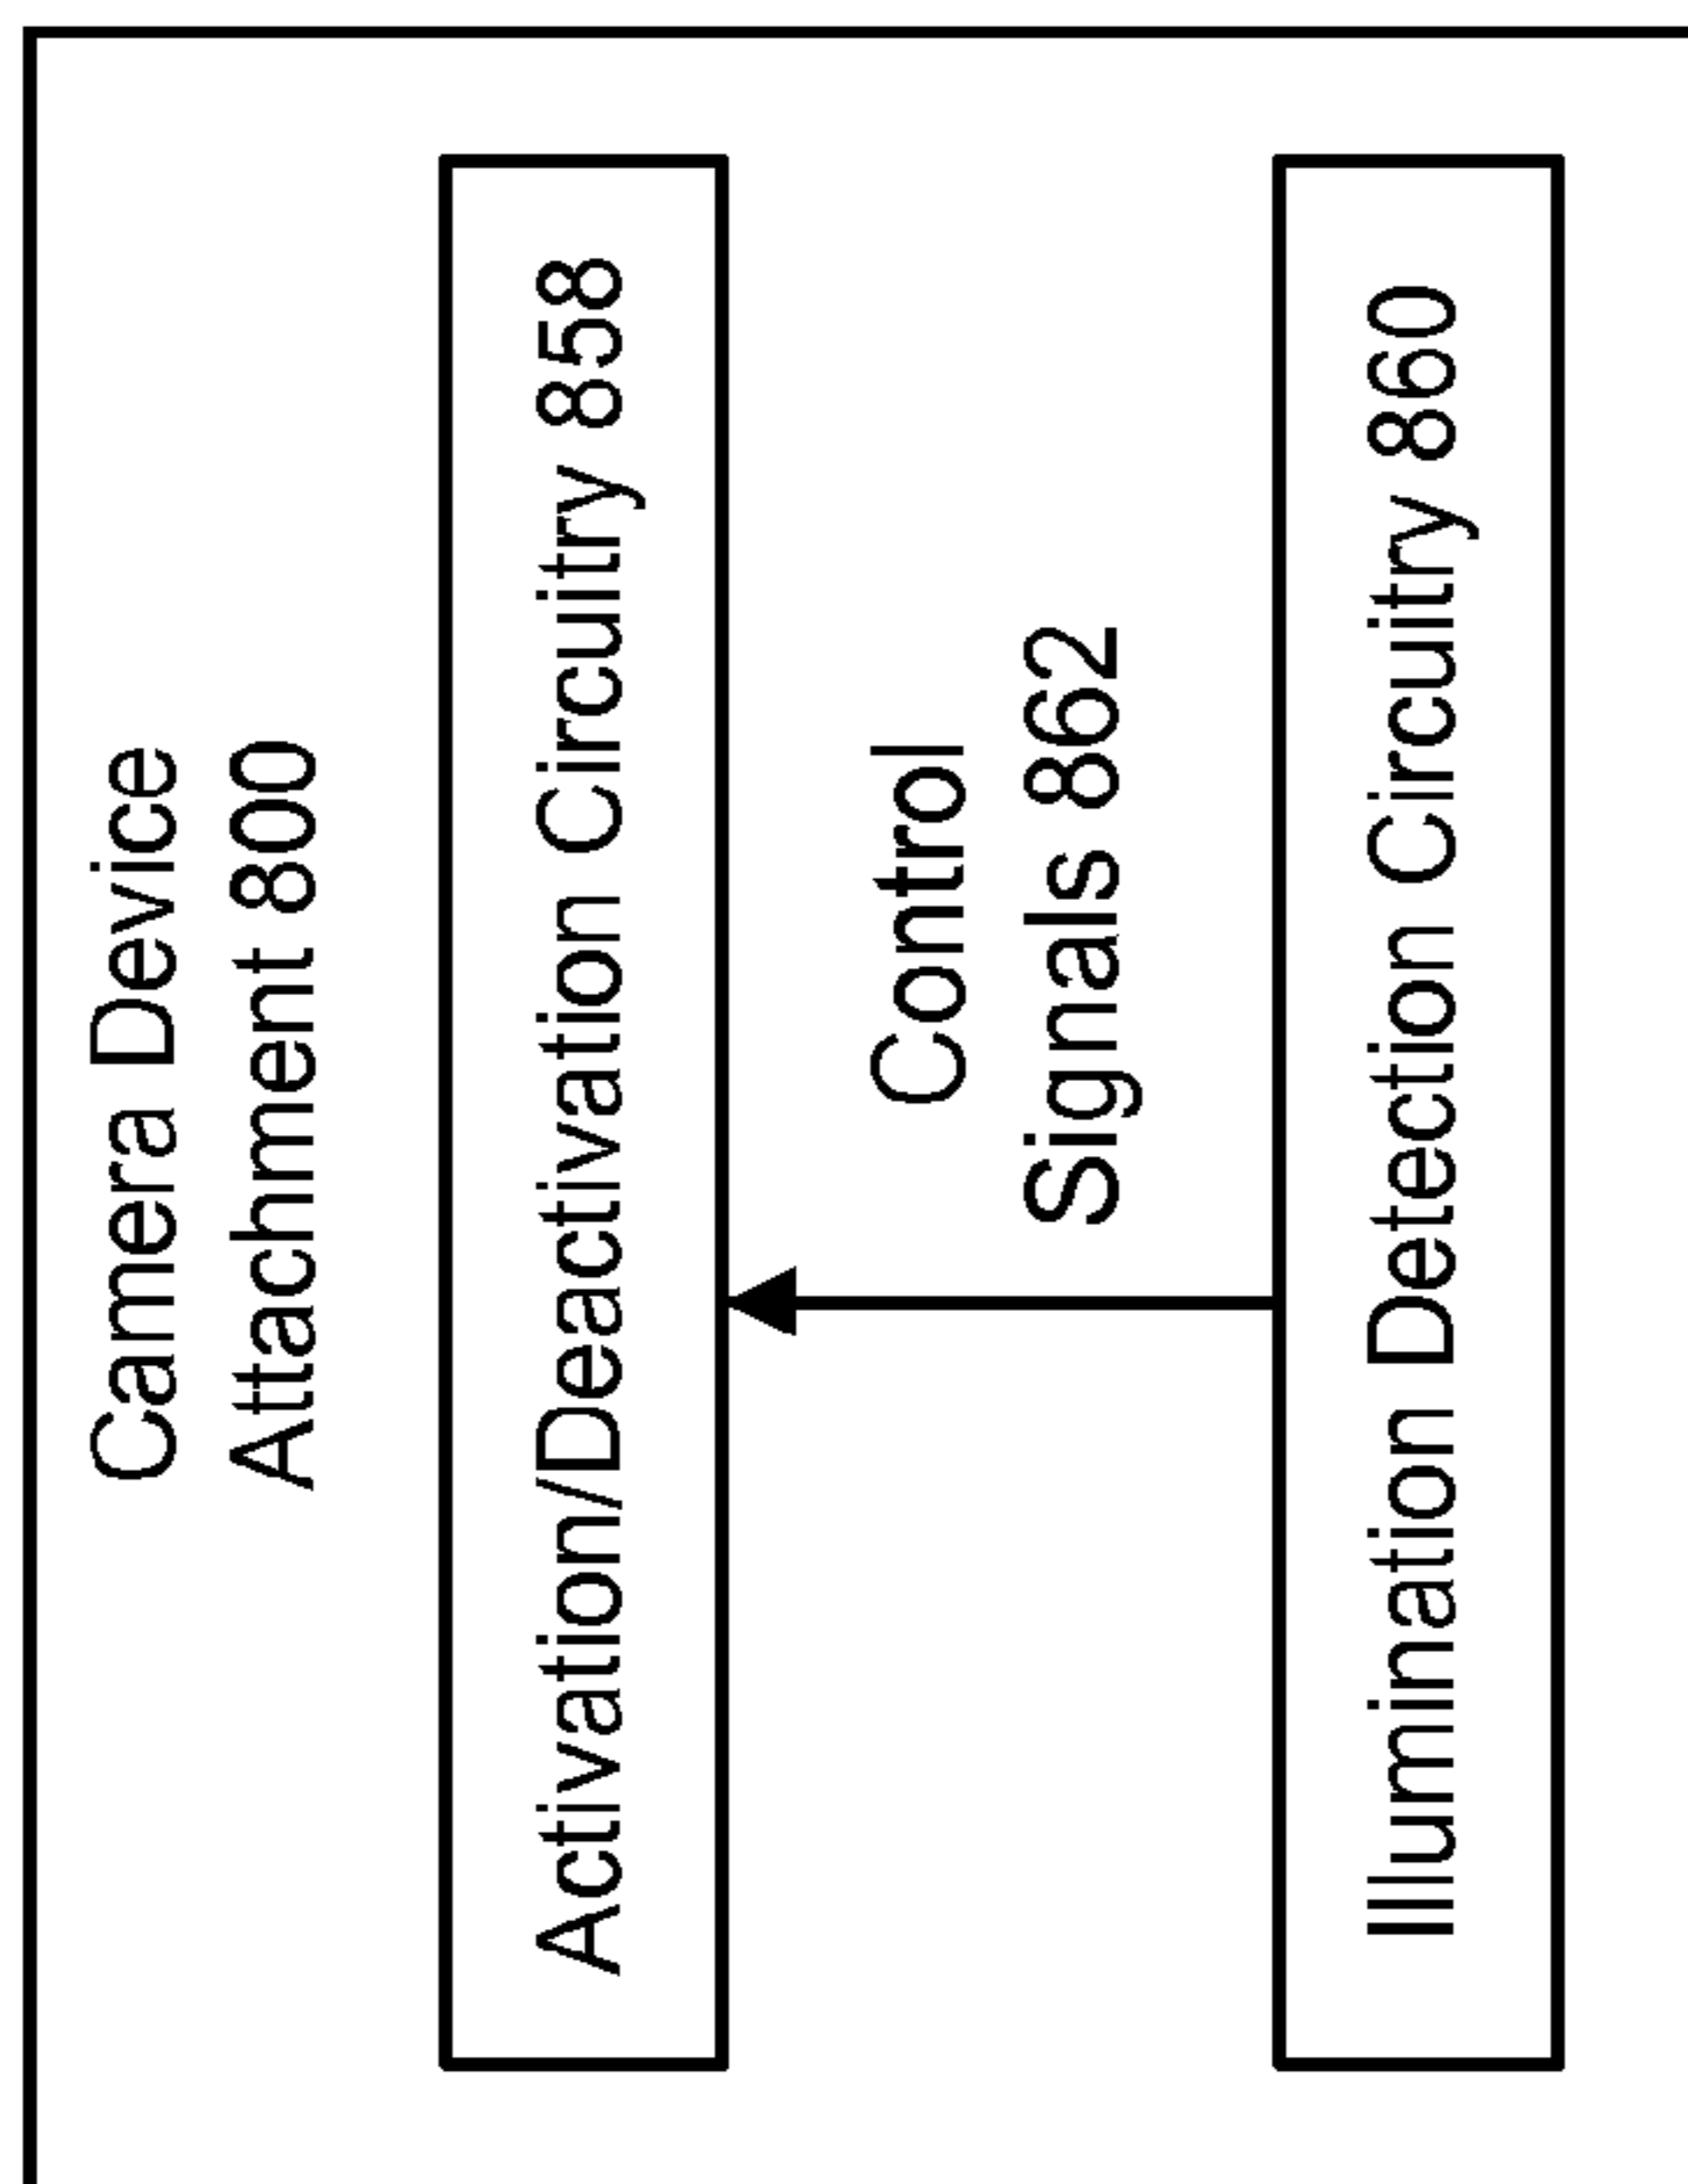 Camera Device
Attachment 800
Activation/Deactivation Circuitry 858
Control
Signals 862
Illumination Detection Circuitry 860